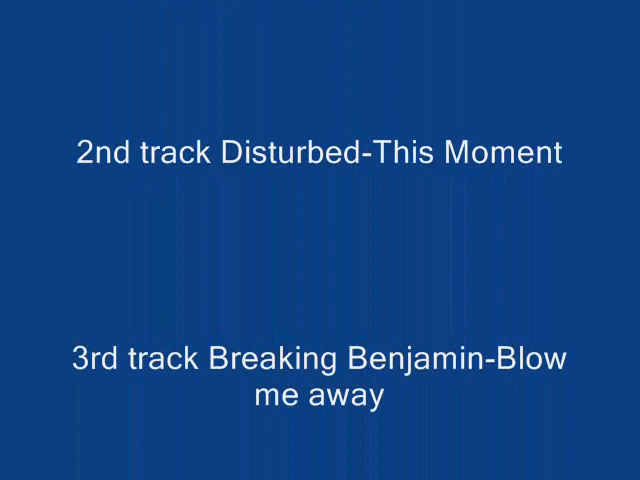 2nd track Disturbed-This Moment
3rd track Breaking Benjamin-Blow
me away